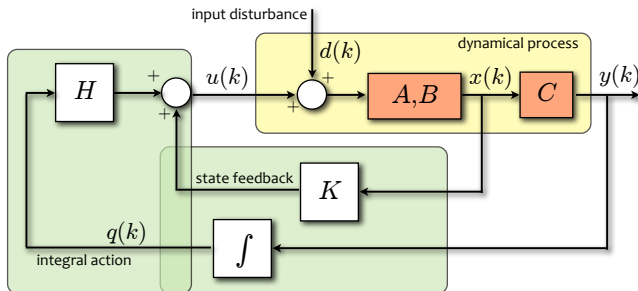 input disturbance
d(k)
dynamical process
+
+
H
+
+
u(k)
A,B
x(k)
C
y(k)
state feedback
K
q(k)
∫
integral action